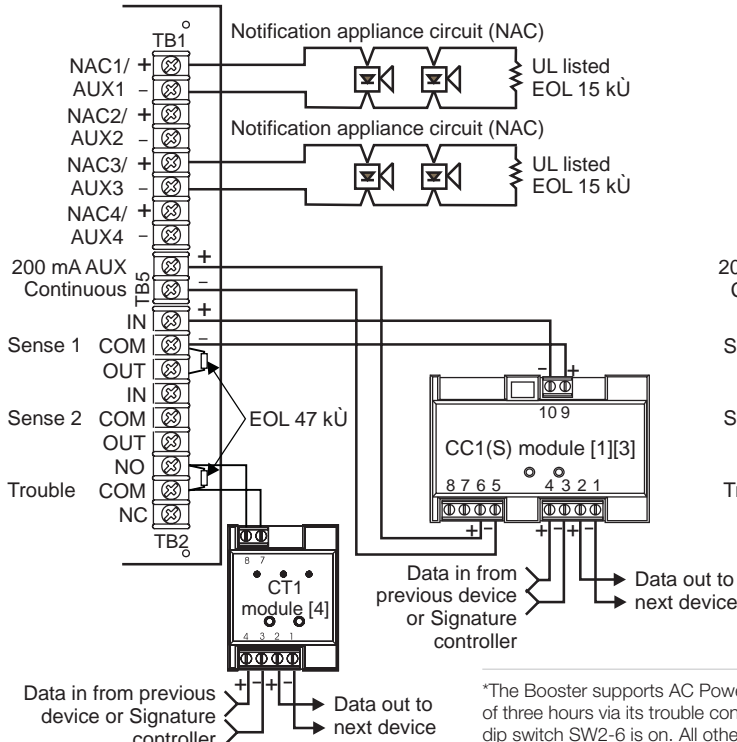 TB1
Notification appliance circuit (NAC)
NAC1/ +
AUX1 −
UL listed
EOL 15 kÙ
NAC2/ +
AUX2 −
Notification appliance circuit (NAC)
NAC3/ +
AUX3 −
UL listed
EOL 15 kÙ
NAC4/ +
AUX4 −
200 mA AUX +
Continuous −
TB5
20
C
IN +
Sense 1 COM −
OUT
S
IN
Sense 2 COM
OUT
S
EOL 47 kÙ
NO
Trouble COM
NC
T
TB2
− +
10 9
CC1(S) module [1][3]
8 7 6 5 4 3 2 1
+ − + − + −
Data in from
previous device
or Signature
controller
Data out to
next device
8 7
CT1
module [4]
4 3 2 1
+ − + −
Data in from previous
device or Signature
controller
Data out to
next device
*The Booster supports AC Powe
of three hours via its trouble con
dip switch SW2-6 is on. All othe